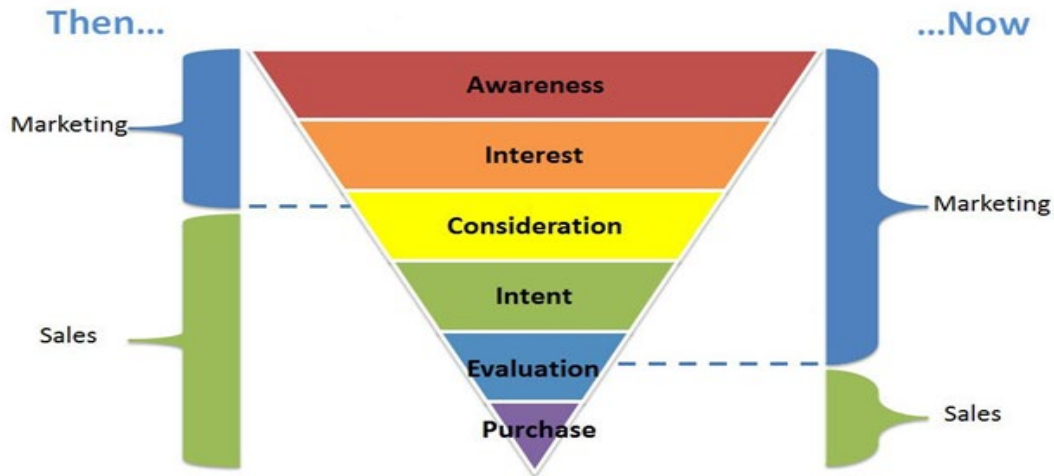 Then...
...Now
Awareness
Marketing
Interest
Consideration
Marketing
Intent
Sales
Evaluation
Sales
Purchase